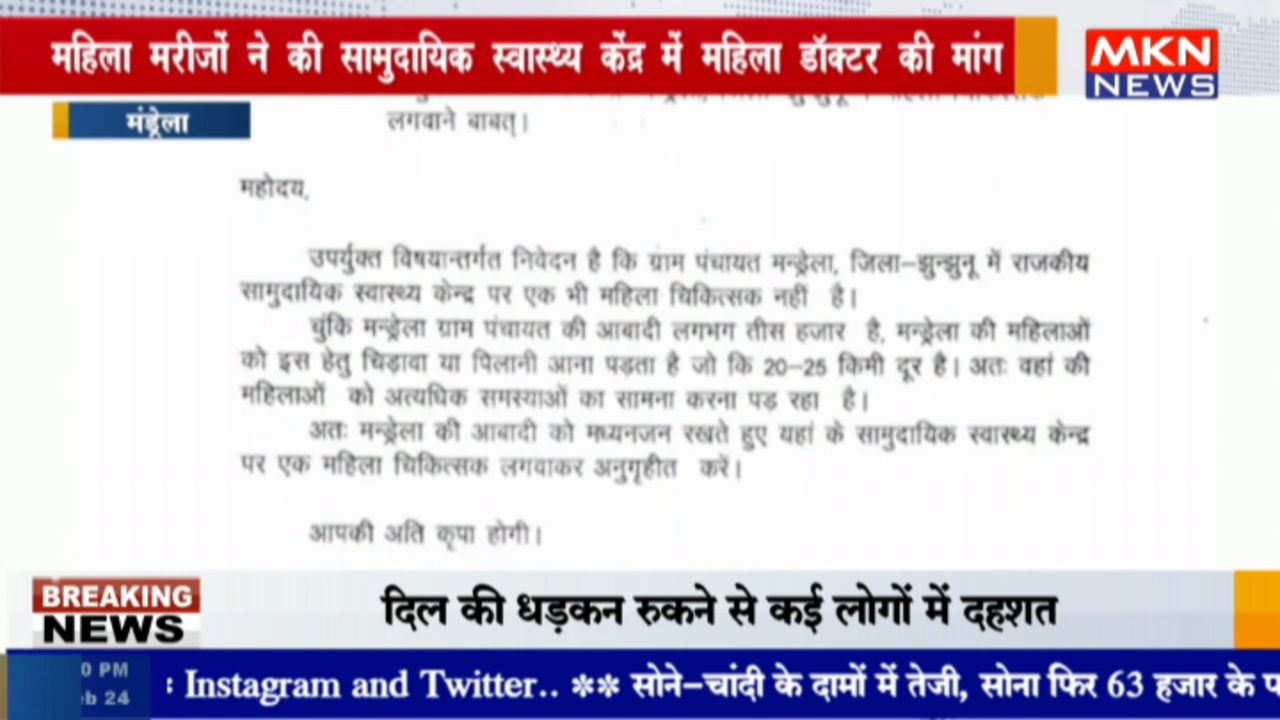 महिला मरीजों ने की सामुदायिक स्वास्थ्य केंद्र में महिला डॉक्टर की मांग
MKN
NEWS
मंड्रेला
लगवाने बाबत्।
महोदय,
उपर्युक्त विषयान्तर्गत निवेदन है कि ग्राम पंचायत मन्ड्रेला, जिला–झुन्झुनू में राजकीय
सामुदायिक स्वास्थ्य केन्द्र पर एक भी महिला चिकित्सक नहीं है।
चुंकि मन्ड्रेला ग्राम पंचायत की आबादी लगभग तीस हजार है, मन्ड्रेला की महिलाओं
को इस हेतु चिड़ावा या पिलानी आना पड़ता है जो कि 20–25 किमी दूर है। अतः वहां की
महिलाओं को अत्यधिक समस्याओं का सामना करना पड़ रहा है।
अतः मन्ड्रेला की आबादी को मध्यनजन रखते हुए यहां के सामुदायिक स्वास्थ्य केन्द्र
पर एक महिला चिकित्सक लगवाकर अनुगृहीत करें।
आपकी अति कृपा होगी।
BREAKING
NEWS
दिल की धड़कन रुकने से कई लोगों में दहशत
0 PM
b 24
: Instagram and Twitter.. ** सोने–चांदी के दामों में तेजी, सोना फिर 63 हजार के